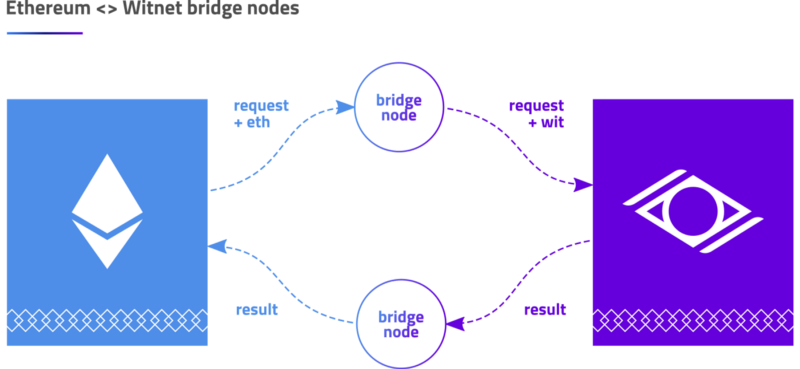 Ethereum <> Witnet bridge nodes
request
+ eth
bridge
node
request
+ wit
result
bridge
node
result